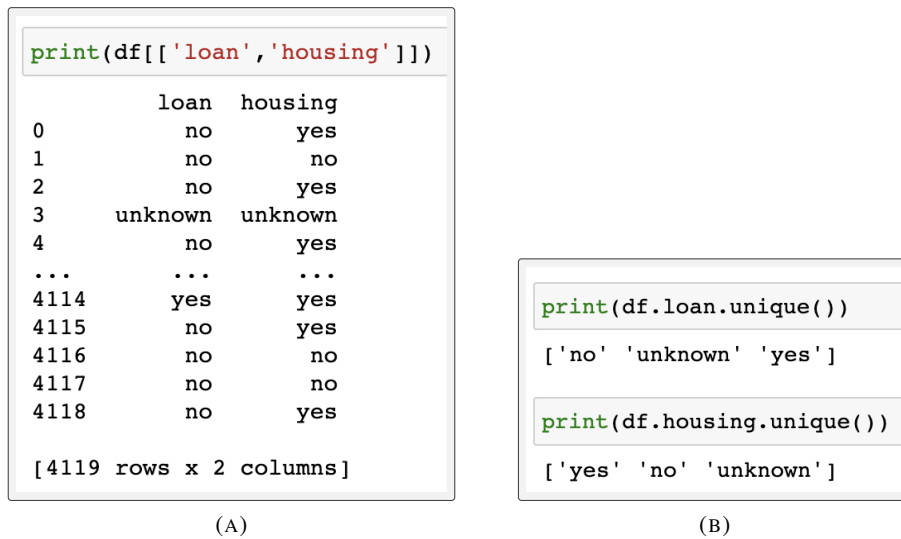 print(df[['loan','housing']])
loan housing
0 no yes
1 no no
2 no yes
3 unknown unknown
4 no yes
... ... ...
4114 yes yes
4115 no yes
4116 no no
4117 no no
4118 no yes
[4119 rows x 2 columns]
(A)
print(df.loan.unique())
['no' 'unknown' 'yes']
print(df.housing.unique())
['yes' 'no' 'unknown']
(B)